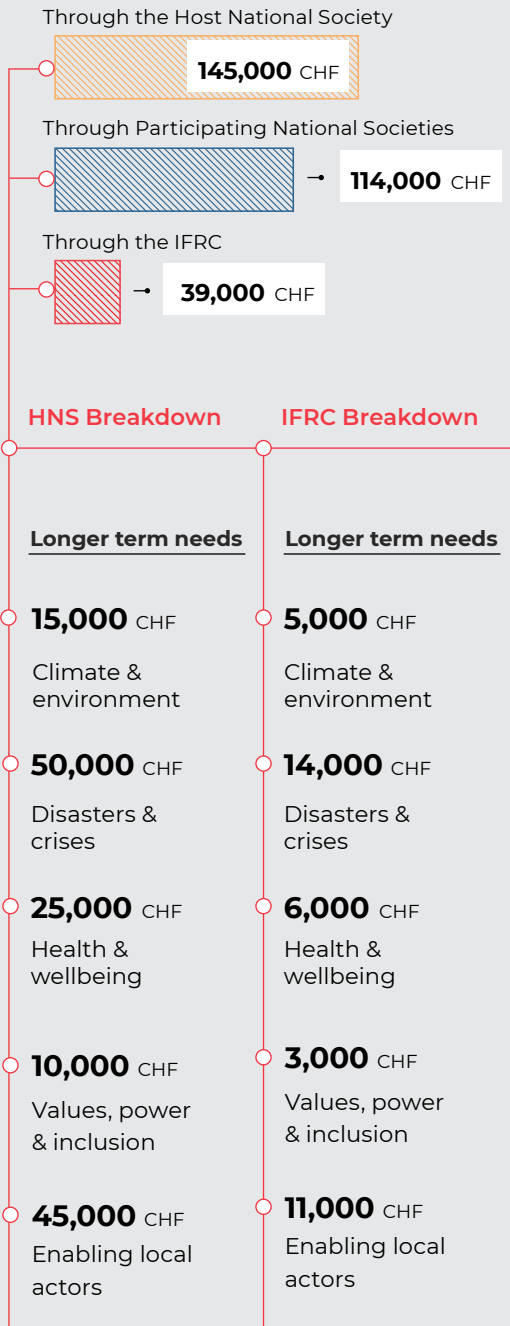 Through the Host National Society
145,000 CHF
Through Participating National Societies
114,000 CHF
Through the IFRC
39,000 CHF
HNS Breakdown
IFRC Breakdown
Longer term needs
15,000 CHF
Climate &
environment
50,000 CHF
Disasters &
crises
25,000 CHF
Health &
wellbeing
10,000 CHF
Values, power
& inclusion
45,000 CHF
Enabling local
actors
Longer term needs
5,000 CHF
Climate &
environment
14,000 CHF
Disasters &
crises
6,000 CHF
Health &
wellbeing
3,000 CHF
Values, power
& inclusion
11,000 CHF
Enabling local
actors